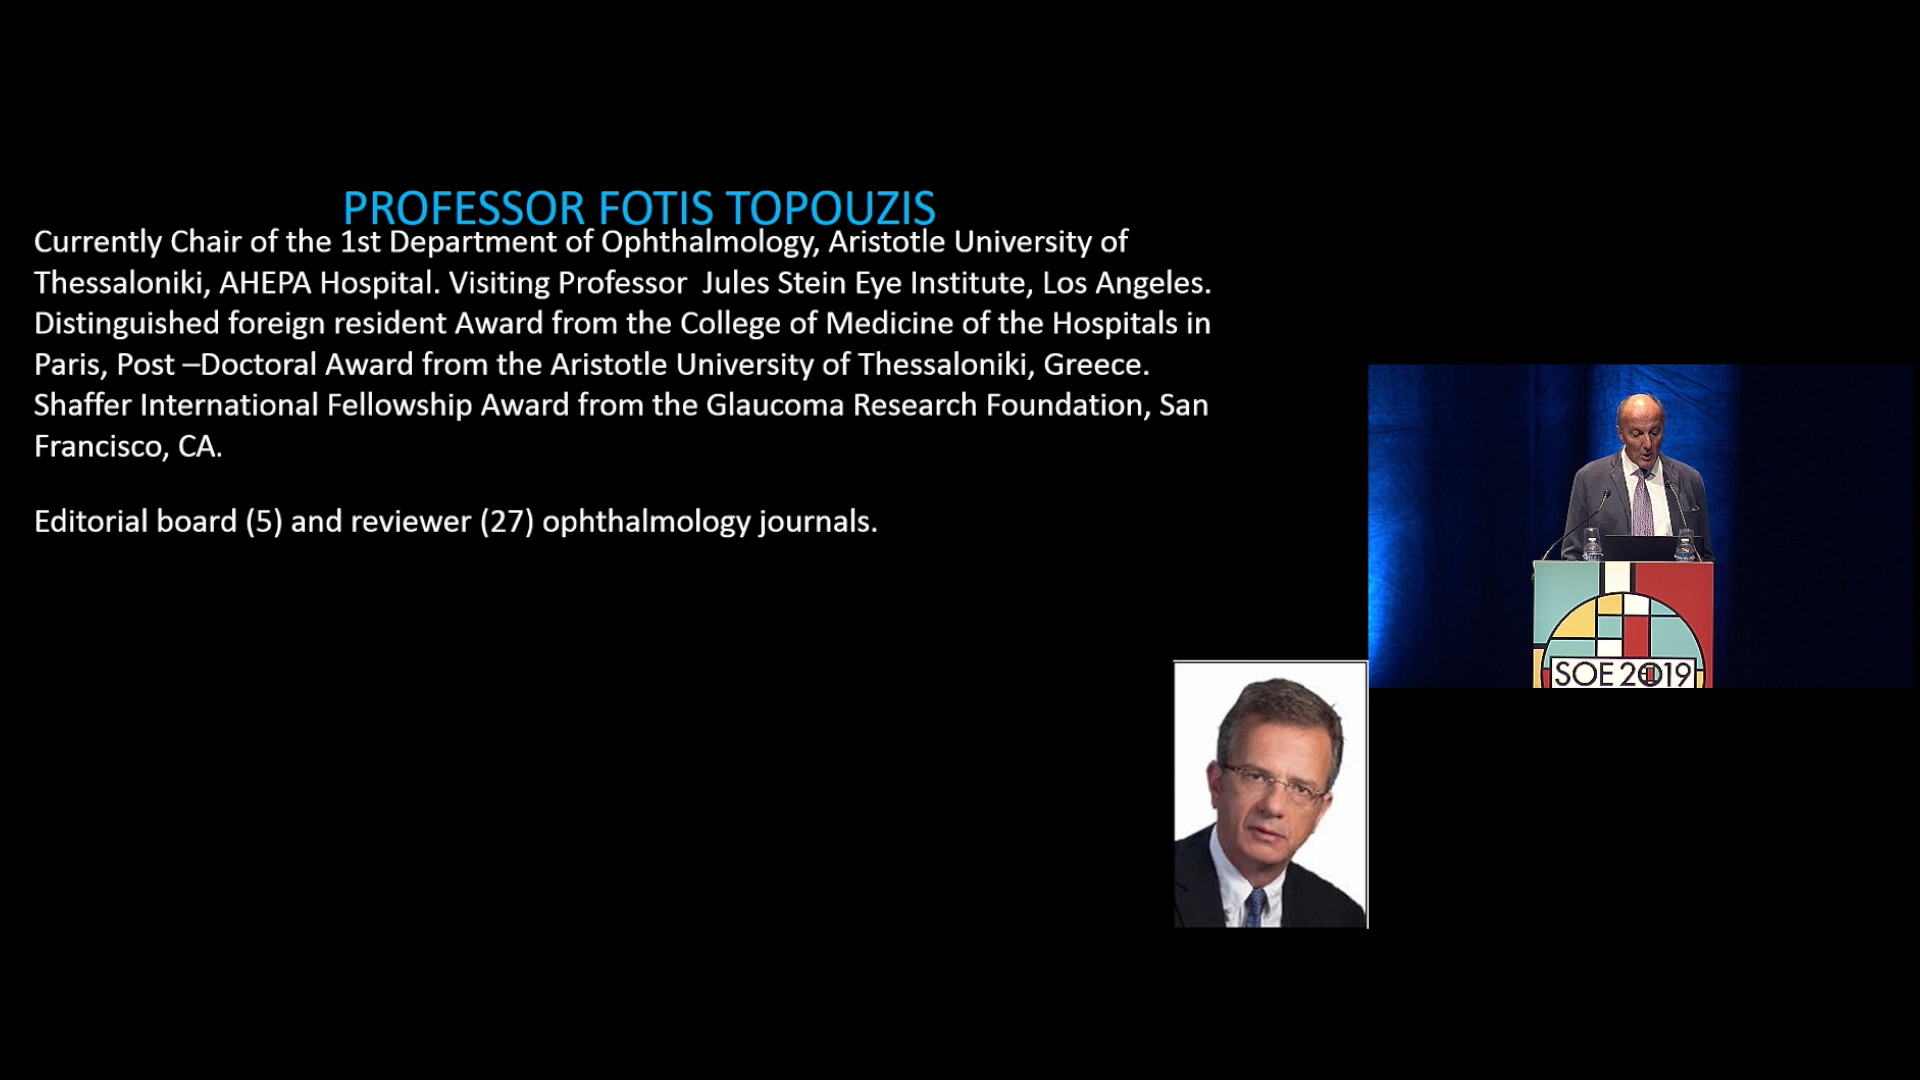 PROFESSOR FOTIS TOPOUZIS
Currently Chair of the 1st Department of Ophthalmology, Aristotle University of
Thessaloniki, AHEPA Hospital. Visiting Professor  Jules Stein Eye Institute, Los Angeles.
Distinguished foreign resident Award from the College of Medicine of the Hospitals in
Paris, Post –Doctoral Award from the Aristotle University of Thessaloniki, Greece.
Shaffer International Fellowship Award from the Glaucoma Research Foundation, San
Francisco, CA.
Editorial board (5) and reviewer (27) ophthalmology journals.
SOE 2019